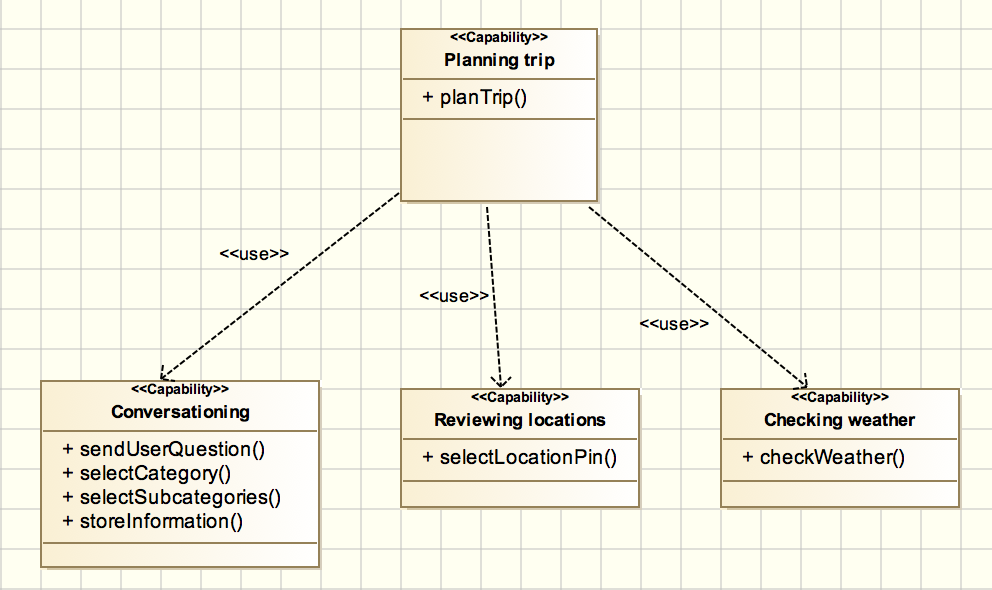 <<Capability>>
Planning trip
+ planTrip()
<<use>>
<<use>>
<<use>>
<<Capability>>
Conversationing
+ sendUserQuestion()
+ selectCategory()
+ selectSubcategories()
+ storeInformation()
<<Capability>>
Reviewing locations
+ selectLocationPin()
<<Capability>>
Checking weather
+ checkWeather()